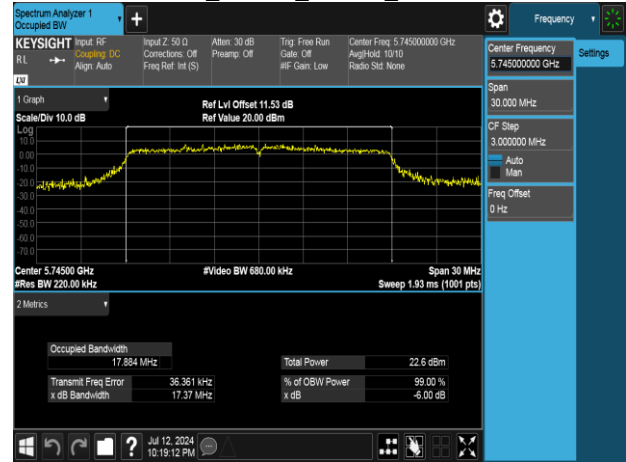 Spectrum Analyzer 1
Occupied BW
Frequency
KEYSIGHT
RL
LXI
Input: RF
Coupling: DC
Align: Auto
Input Z: 50 Ω
Corrections: Off
Freq Ref: Int (S)
Atten: 30 dB
Preamp: Off
Trig: Free Run
Gate: Off
#IF Gain: Low
Center Freq: 5.745000000 GHz
Avg|Hold: 10/10
Radio Std: None
Center Frequency
5.745000000 GHz
Settings
Span
30.000 MHz
CF Step
3.000000 MHz
Auto
Man
Freq Offset
0 Hz
1 Graph
Scale/Div 10.0 dB
Ref Lvl Offset 11.53 dB
Ref Value 20.00 dBm
Log
10.0
0.00
-10.0
-20.0
-30.0
-40.0
-50.0
-60.0
-70.0
Center 5.74500 GHz
#Res BW 220.00 kHz
#Video BW 680.00 kHz
Span 30 MHz
Sweep 1.93 ms (1001 pts)
2 Metrics
Occupied Bandwidth
17.884 MHz
Total Power 22.6 dBm
Transmit Freq Error 36.361 kHz
% of OBW Power 99.00 %
x dB Bandwidth 17.37 MHz
x dB -6.00 dB
?
Jul 12, 2024
10:19:12 PM